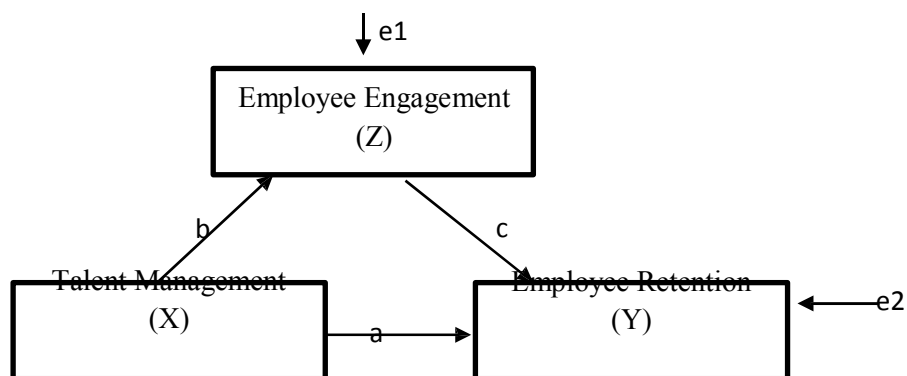 e1
Employee Engagement
(Z)
b
c
Talent Management
(X)
Employee Retention
(Y)
a
e2